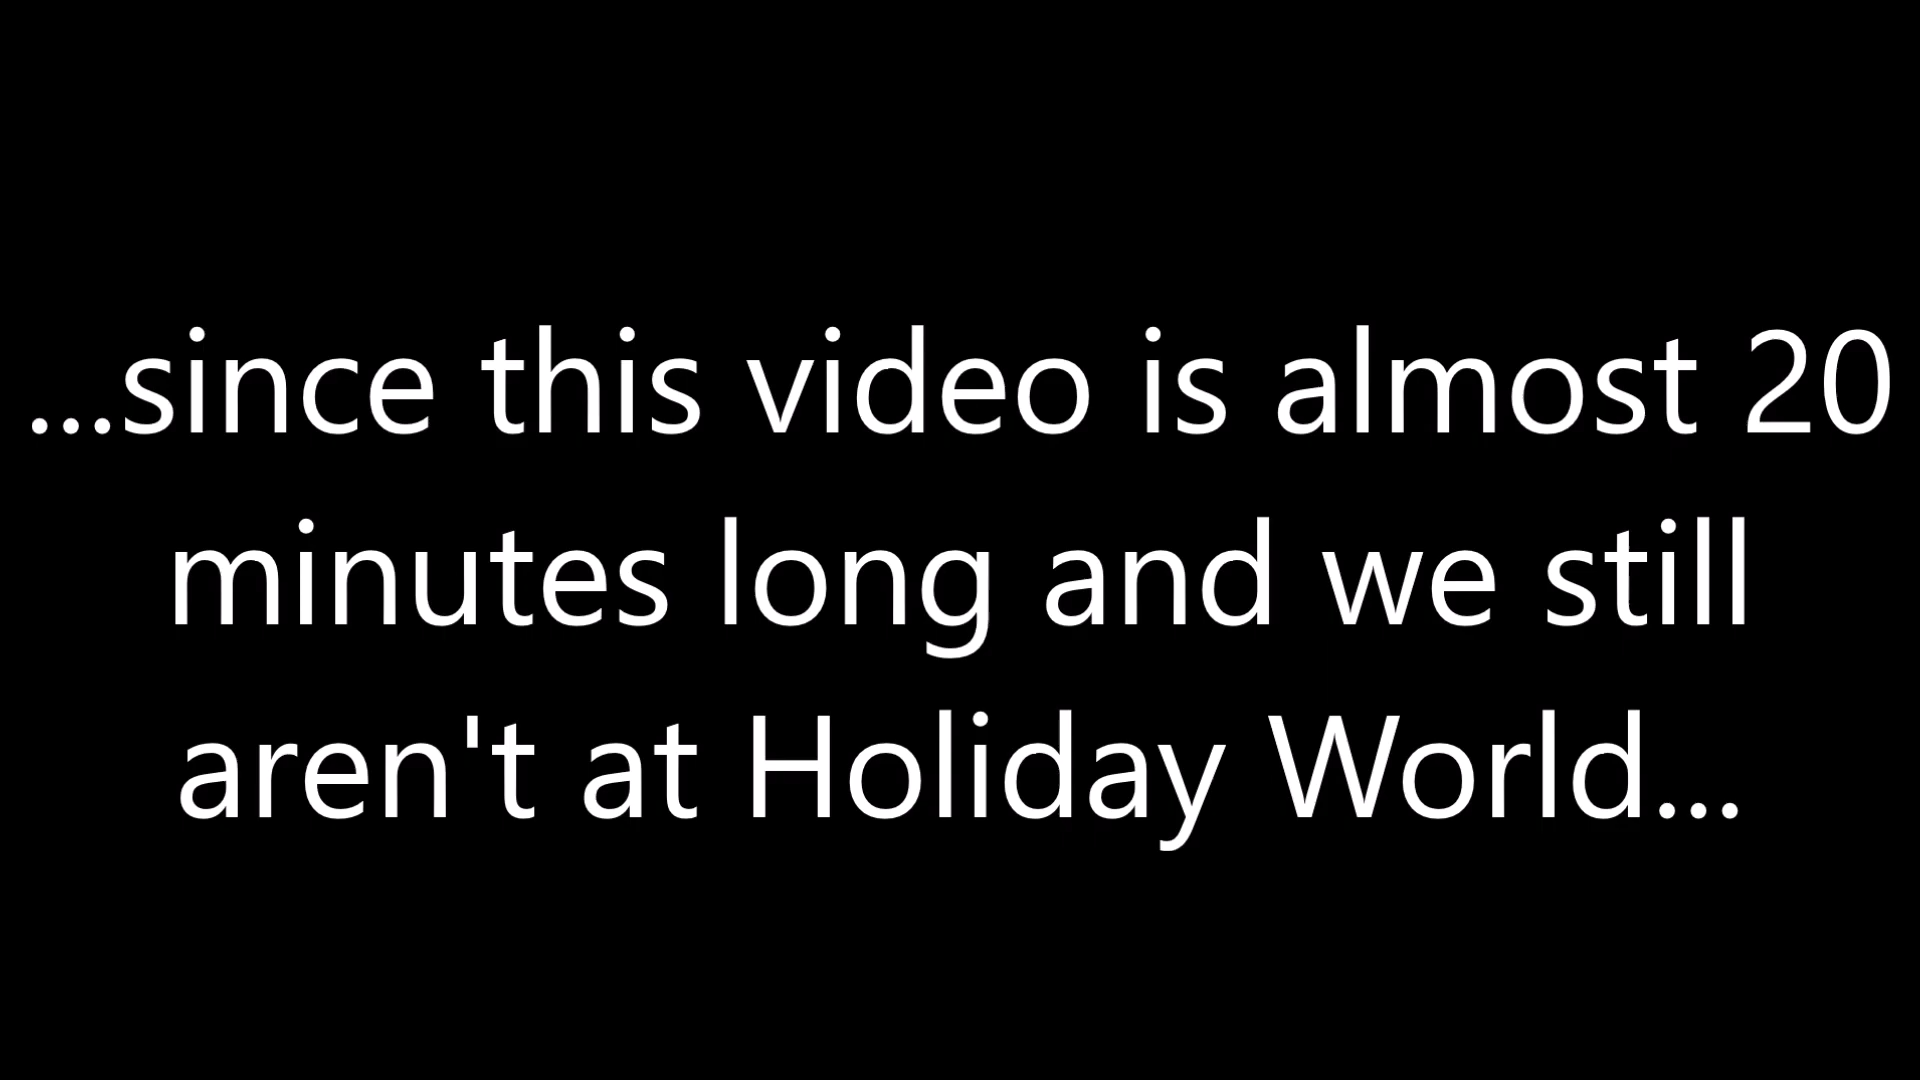 ...since this video is almost 20
minutes long and we still
aren't at Holiday World...